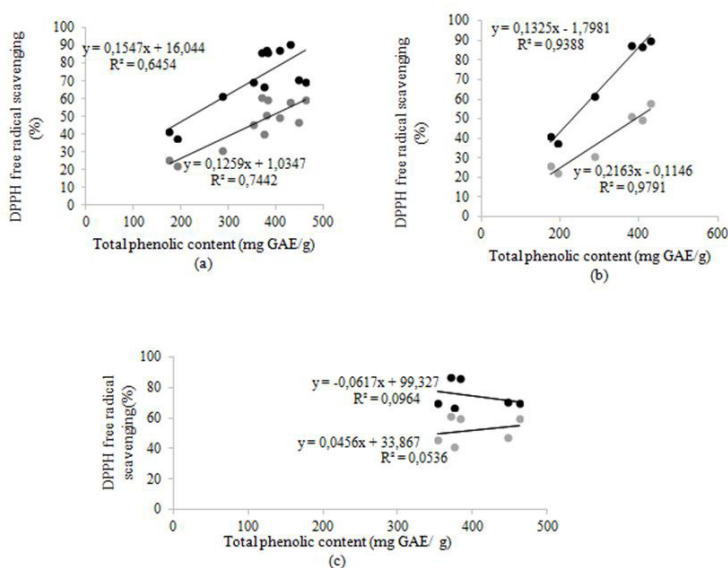 DPPH free radical scavenging
(%)
100
90
80
70
60
50
40
30
20
10
0
y = 0,1547x + 16,044
R² = 0,6454
y = 0,1259x + 1,0347
R² = 0,7442
0
100
200
300
400
500
Total phenolic content (mg GAE/g)
(a)
DPPH free radical scavenging
(%)
100
90
80
70
60
50
40
30
20
10
0
y = 0,1325x - 1,7981
R² = 0,9388
y = 0,2163x - 0,1146
R² = 0,9791
0
200
400
600
Total phenolic content (mg GAE/g)
(b)
DPPH free radical
scavenging(%)
100
80
60
40
20
0
y = -0,0617x + 99,327
R² = 0,0964
y = 0,0456x + 33,867
R² = 0,0536
0
100
200
300
400
500
Total phenolic content (mg GAE/ g)
(c)